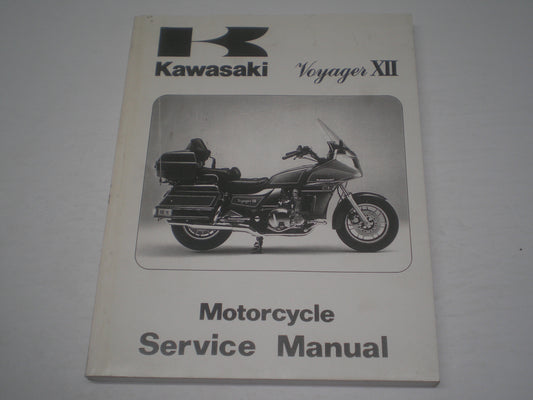 Kawasaki Voyager XII
Motorcycle
Service Manual